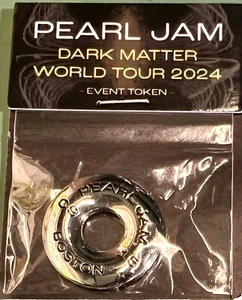 PEARL JAM
DARK MATTER
WORLD TOUR 2024
- EVENT TOKEN -
PEARL JAM
BOSTON